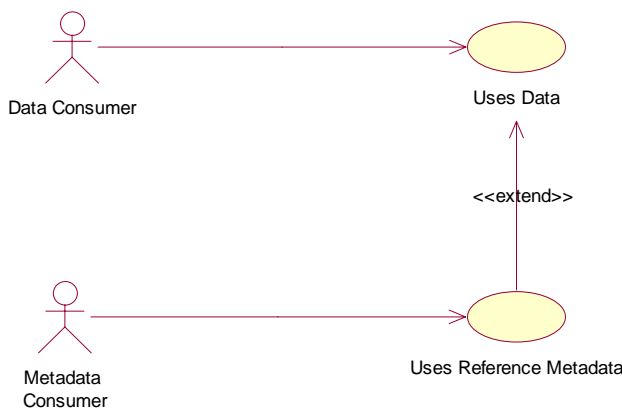 Data Consumer
Uses Data
<<extend>>
Uses Reference Metadata
Metadata
Consumer